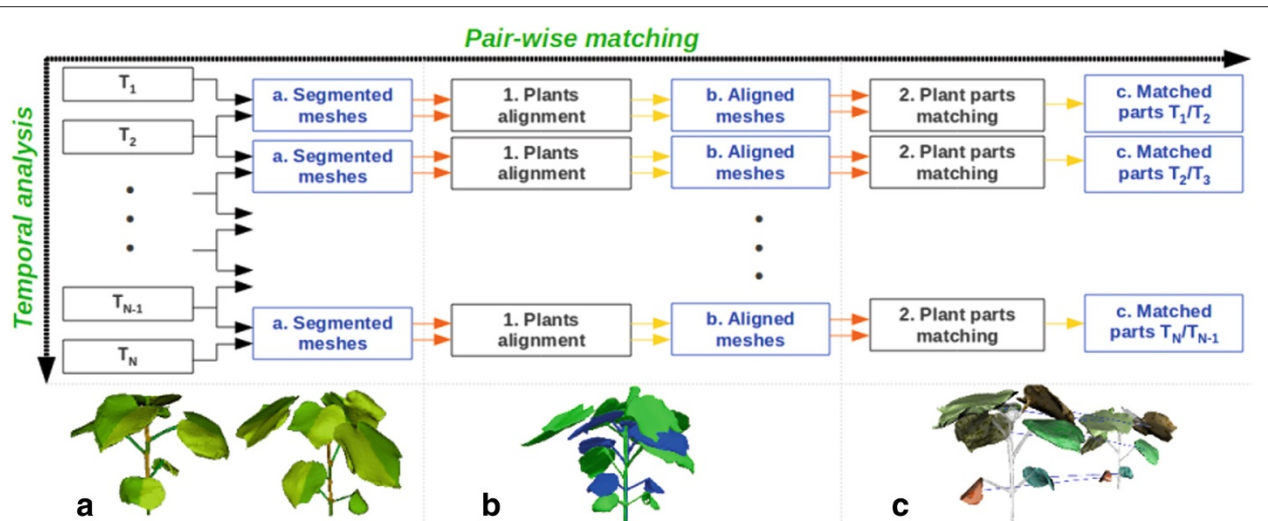 Pair-wise matching
Temporal analysis
T1
a. Segmented
meshes
1. Plants
alignment
b. Aligned
meshes
2. Plant parts
matching
c. Matched
parts T1/T2
T2
a. Segmented
meshes
1. Plants
alignment
b. Aligned
meshes
2. Plant parts
matching
c. Matched
parts T2/T3
TN-1
a. Segmented
meshes
1. Plants
alignment
b. Aligned
meshes
2. Plant parts
matching
c. Matched
parts TN/TN-1
TN
a
b
c